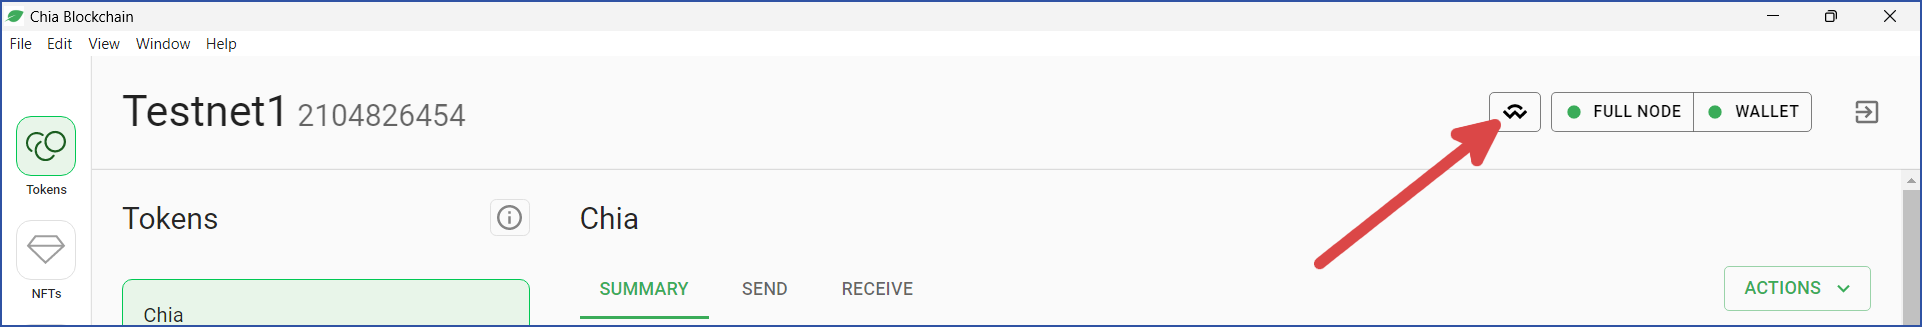 Chia Blockchain
File Edit View Window Help
Testnet1 2104826454
FULL NODE WALLET
Tokens
NFTs
Tokens
Chia
Chia
SUMMARY SEND RECEIVE
ACTIONS